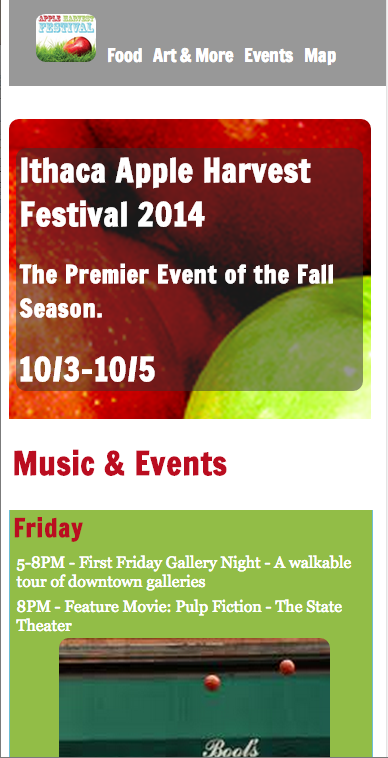 APPLE HARVEST
FESTIVAL
Food Art & More Events Map
Ithaca Apple Harvest
Festival 2014
The Premier Event of the Fall
Season.
10/3-10/5
Music & Events
Friday
5-8PM - First Friday Gallery Night - A walkable
tour of downtown galleries
8PM - Feature Movie: Pulp Fiction - The State
Theater
Bool's